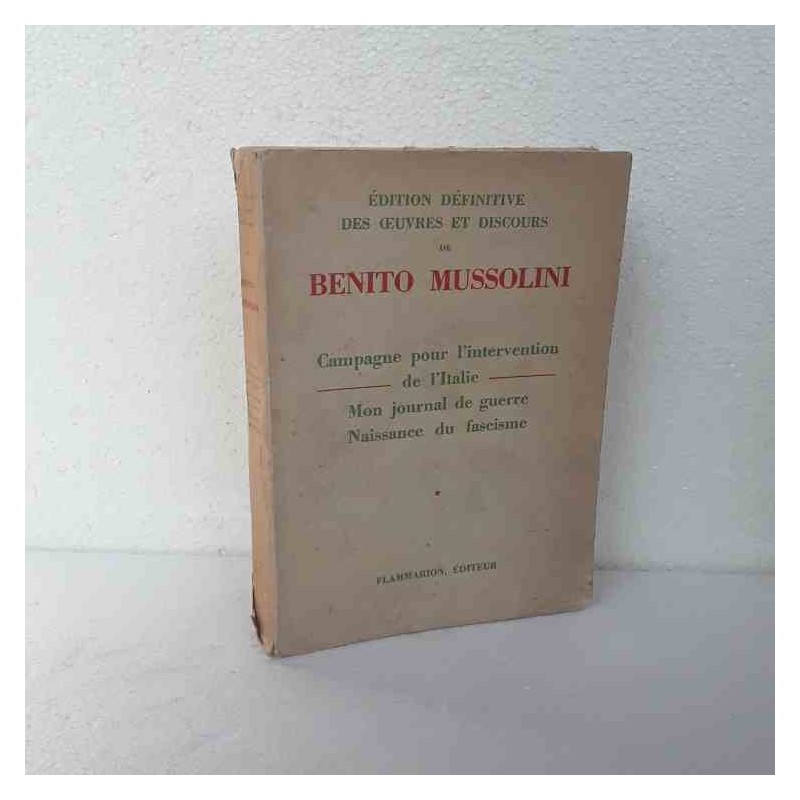 ÉDITION DÉFINITIVE
DES ŒUVRES ET DISCOURS
DE
BENITO MUSSOLINI
Campagne pour l'intervention
de l'Italie
Mon journal de guerre
Naissance du fascisme
*
FLAMMARION, ÉDITEUR